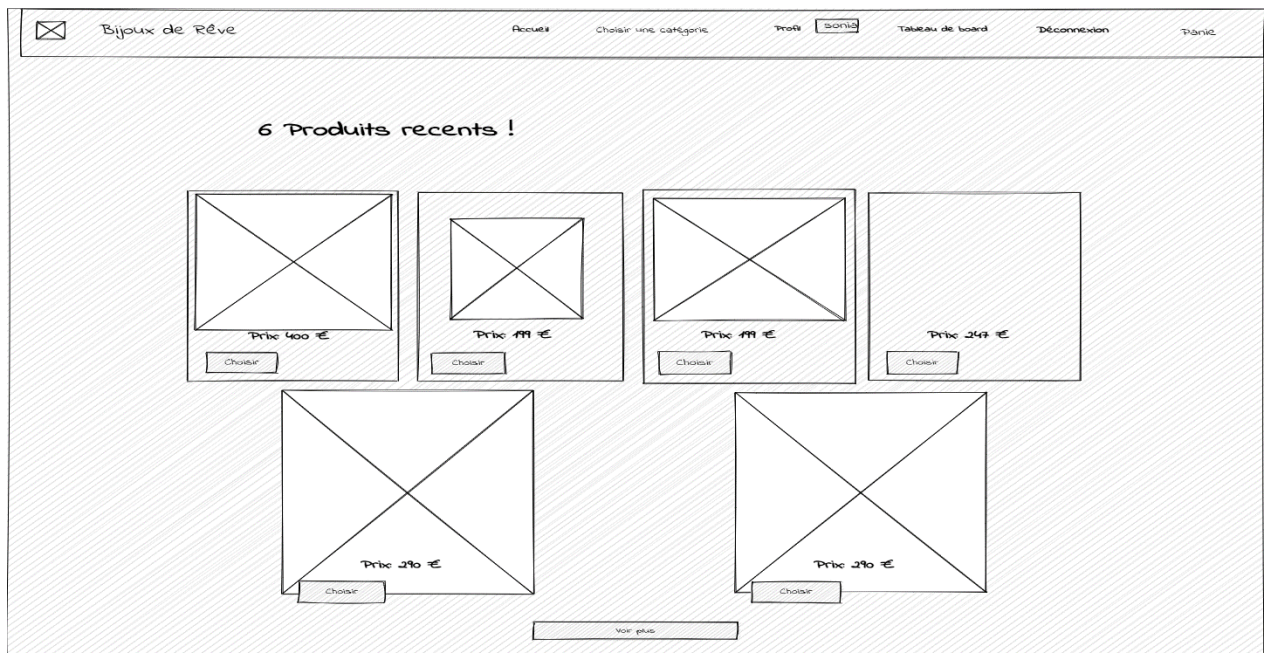 Bijoux de Rêve Accueil Choisir une catégorie Profil sonia Tableau de board Déconnexion Panie
6 Produits recents !
Prix: 400 € Prix: 199 € Prix: 199 € Prix: 247 €
Choisir Choisir Choisir Choisir
Prix: 290 € Prix: 290 €
Choisir Choisir
Voir plus